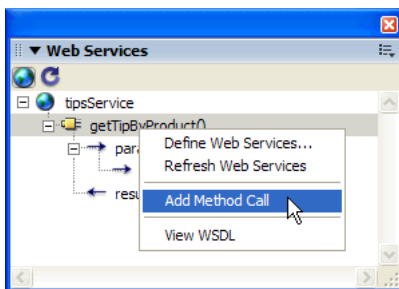 Web Services
tipsService
getTipByProduct()
Define Web Services...
Refresh Web Services
Add Method Call
View WSDL